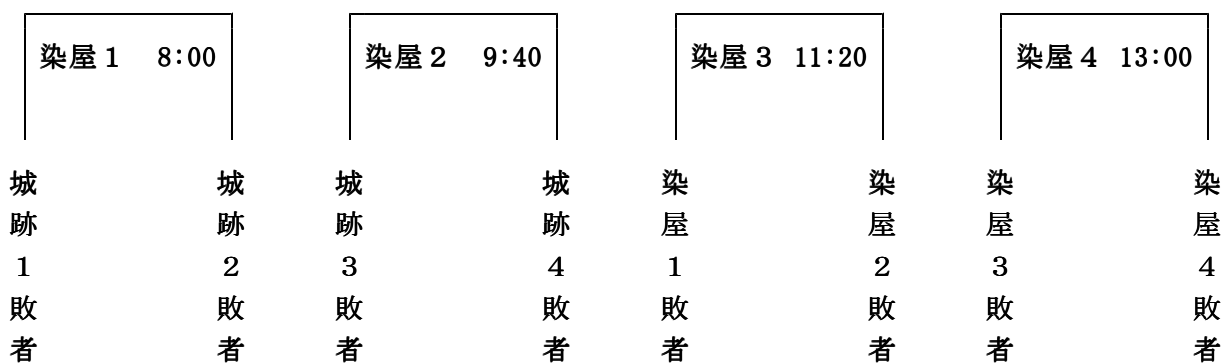 染屋１ 8:00
染屋２ 9:40
染屋３ 11:20
染屋４ 13:00
城跡１敗者
城跡２敗者
城跡３敗者
城跡４敗者
染屋１敗者
染屋２敗者
染屋３敗者
染屋４敗者